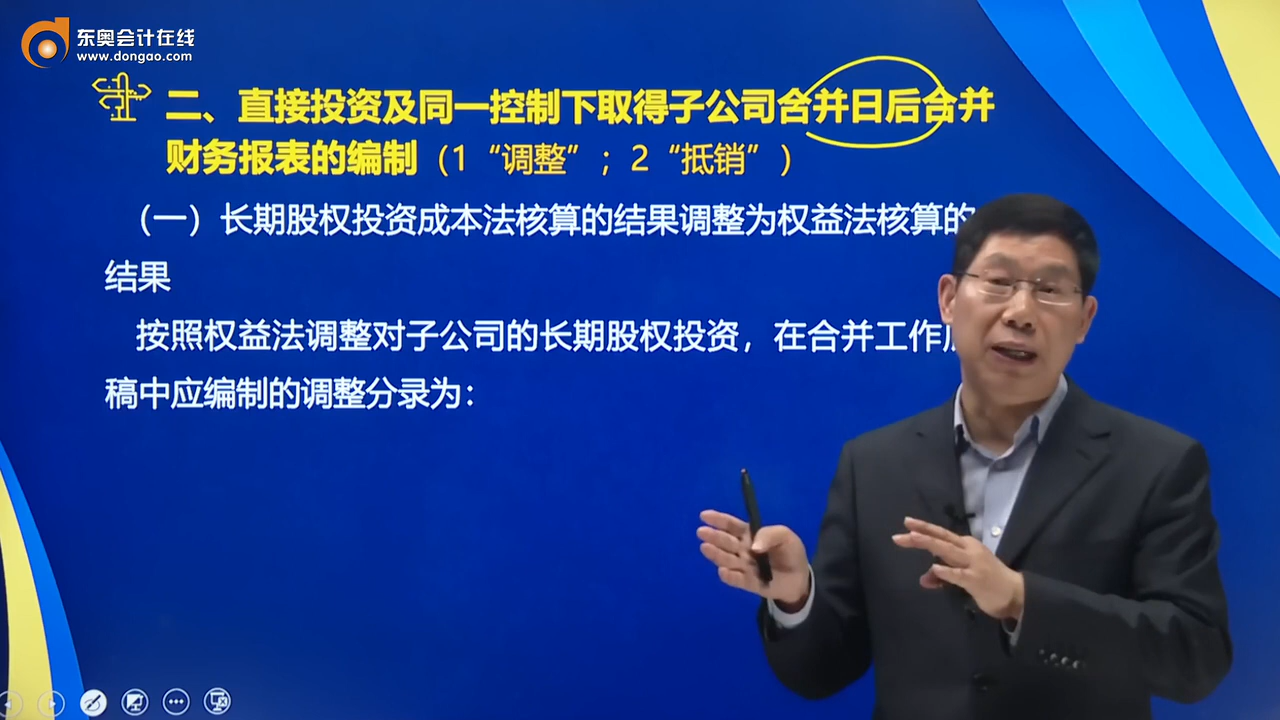 东奥会计在线
www.dongao.com
二、直接投资及同一控制下取得子公司合并日后合并
财务报表的编制（1“调整”；2“抵销”）
（一）长期股权投资成本法核算的结果调整为权益法核算的
结果
按照权益法调整对子公司的长期股权投资，在合并工作
稿中应编制的调整分录为：